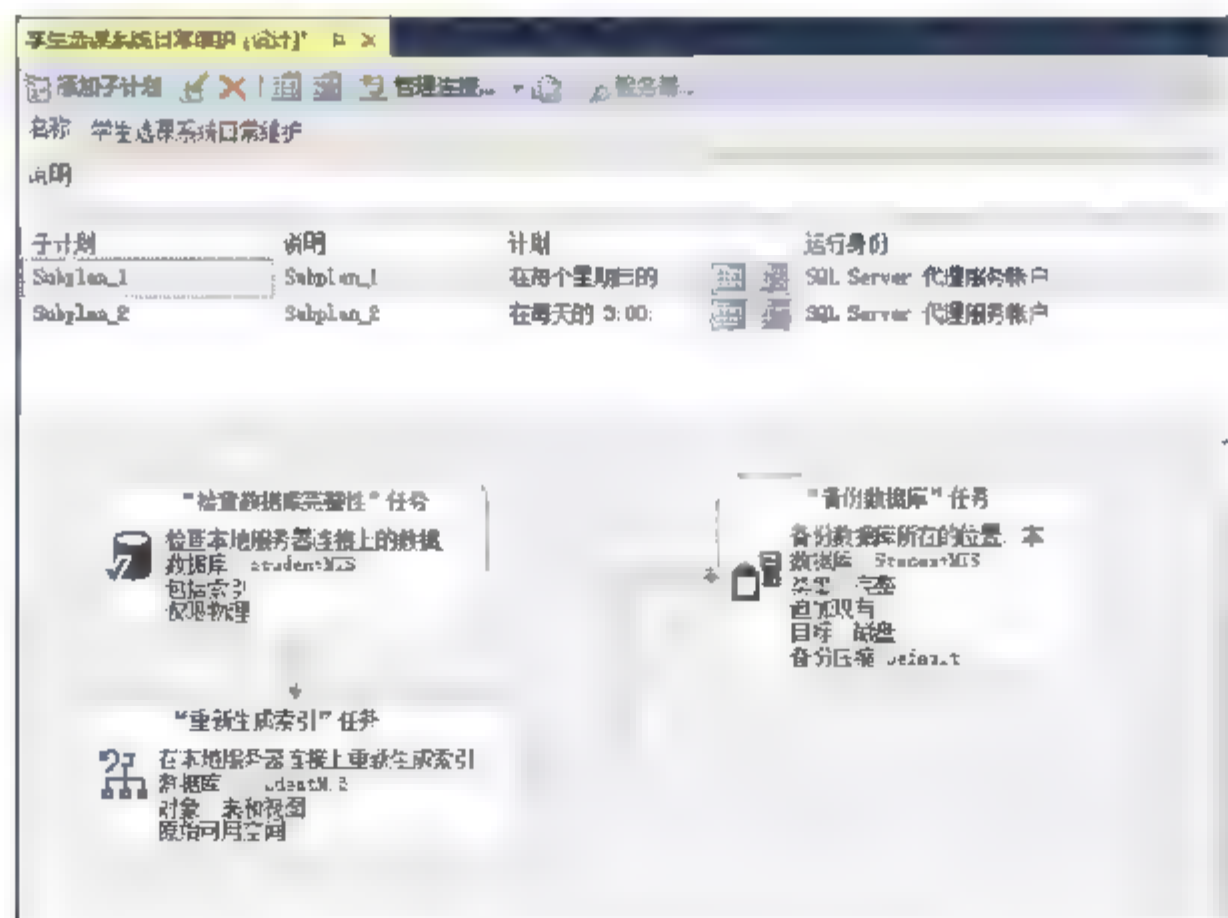 学生选课系统日常维护 [设计]*
添加子计划 管理连接... 服务器...
名称 学生选课系统日常维护
说明
子计划 说明 计划 运行身份
Subplan_1 Subplan_1 在每个星期日的 SQL Server 代理服务帐户
Subplan_2 Subplan_2 在每天的 0:00: SQL Server 代理服务帐户
"检查数据库完整性"任务
检查本地服务器连接上的数据
数据库 StudentMIS
包括索引
仅限物理
"重新生成索引"任务
在本地服务器连接上重新生成索引
数据库
对象 表和视图
原始可用空间
"备份数据库"任务
备份数据库所在的位置 本
数据库 StudentMIS
类型 完整
追加现有
目标 磁盘
备份压缩 Default